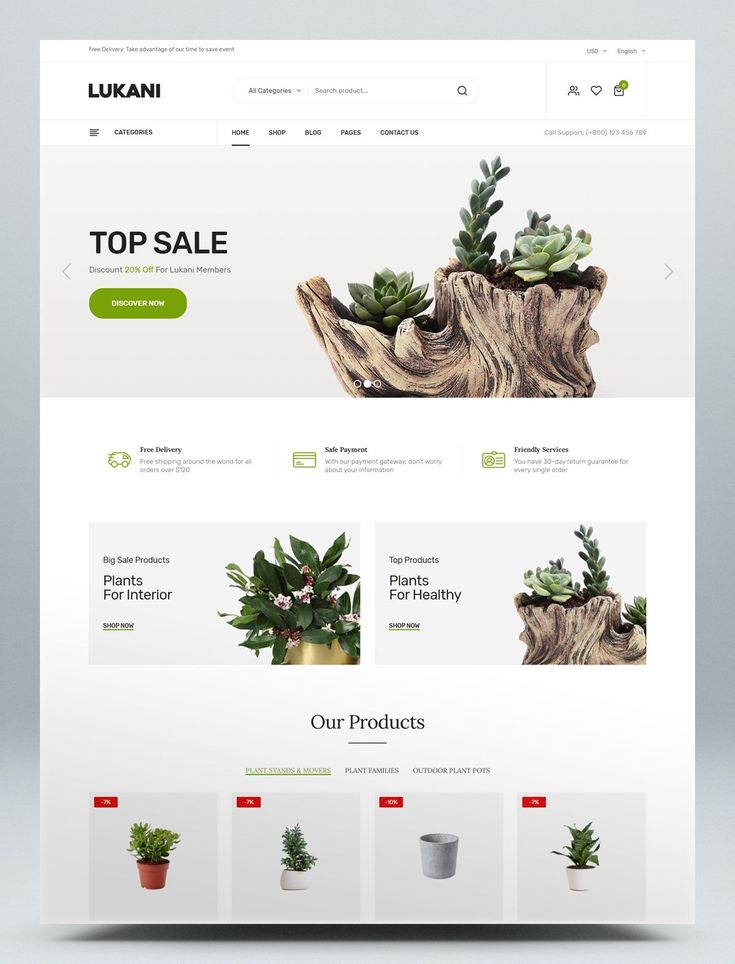 Free Delivery: Take advantage of our time to save event
USD English
LUKANI
All Categories Search product...
0
CATEGORIES HOME SHOP BLOG PAGES CONTACT US Call Support: (+800) 123 456 789
TOP SALE
Discount 20% Off For Lukani Members
DISCOVER NOW
Free Delivery
Free shipping around the world for all
orders over $120
Safe Payment
With our payment gateway, don't worry
about your information
Friendly Services
You have 30-day return guarantee for
every single order
Big Sale Products
Plants
For Interior
SHOP NOW
Top Products
Plants
For Healthy
SHOP NOW
Our Products
PLANT STANDS & MOVERS PLANT FAMILIES OUTDOOR PLANT POTS
-7% -7% -10% -7%